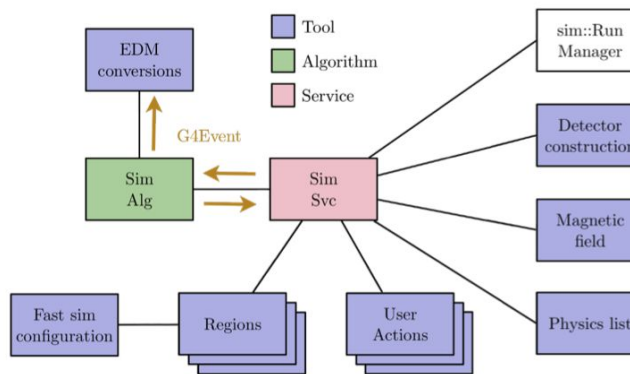 EDM
conversions
Tool
Algorithm
Service
sim::Run
Manager
G4Event
Detector
construction
Sim
Alg
Sim
Svc
Magnetic
field
Fast sim
configuration
Regions
User
Actions
Physics list